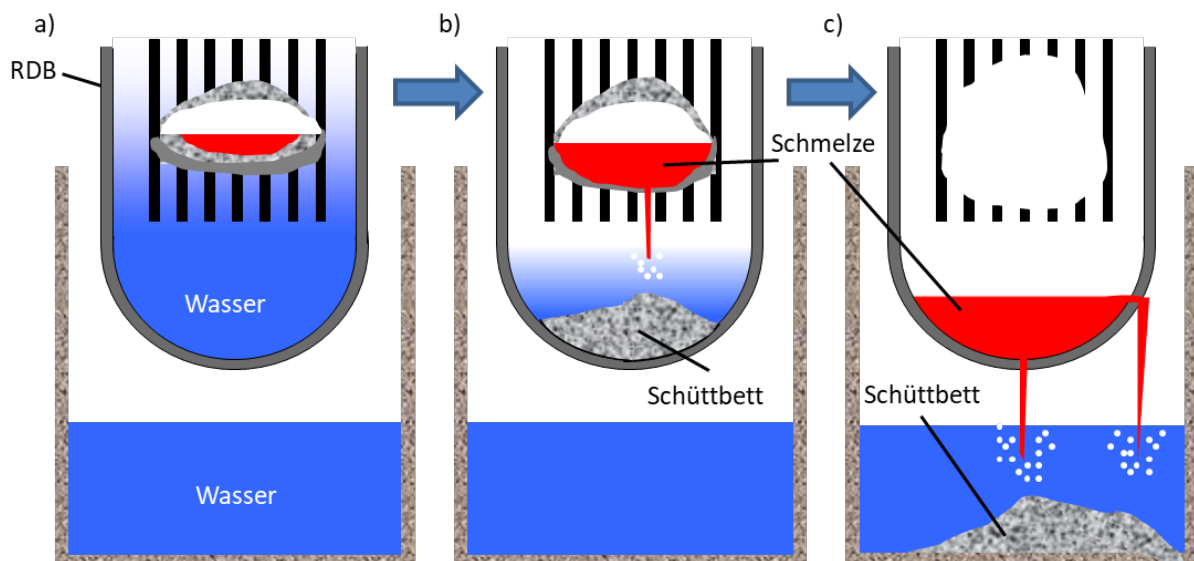 a)
b)
c)
RDB
Schmelze
Wasser
Schüttbett
Schüttbett
Wasser